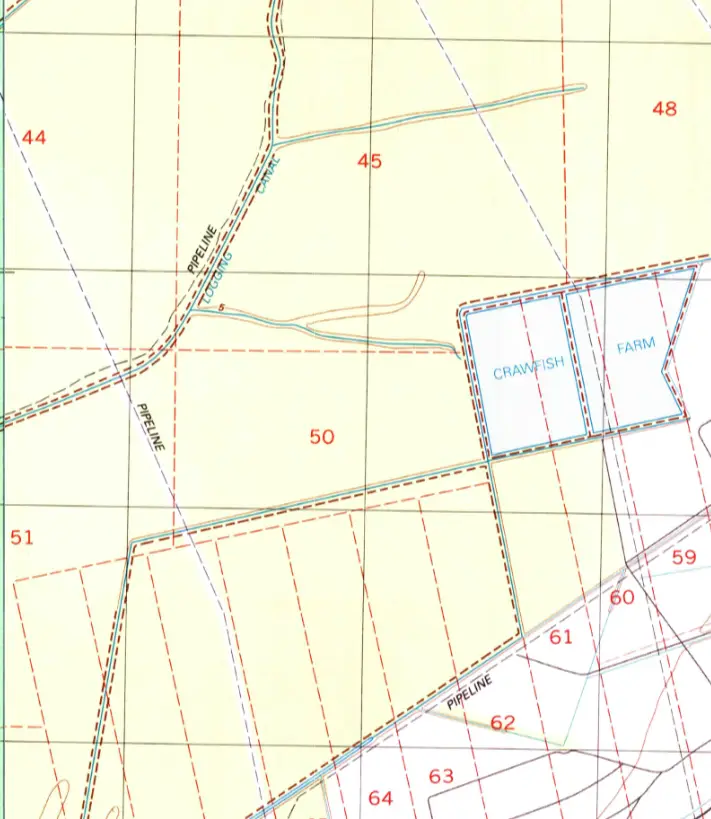 48
44
45
CANAL
PIPELINE
LOGGING
5
FARM
CRAWFISH
PIPELINE
50
51
59
60
61
PIPELINE
62
63
64